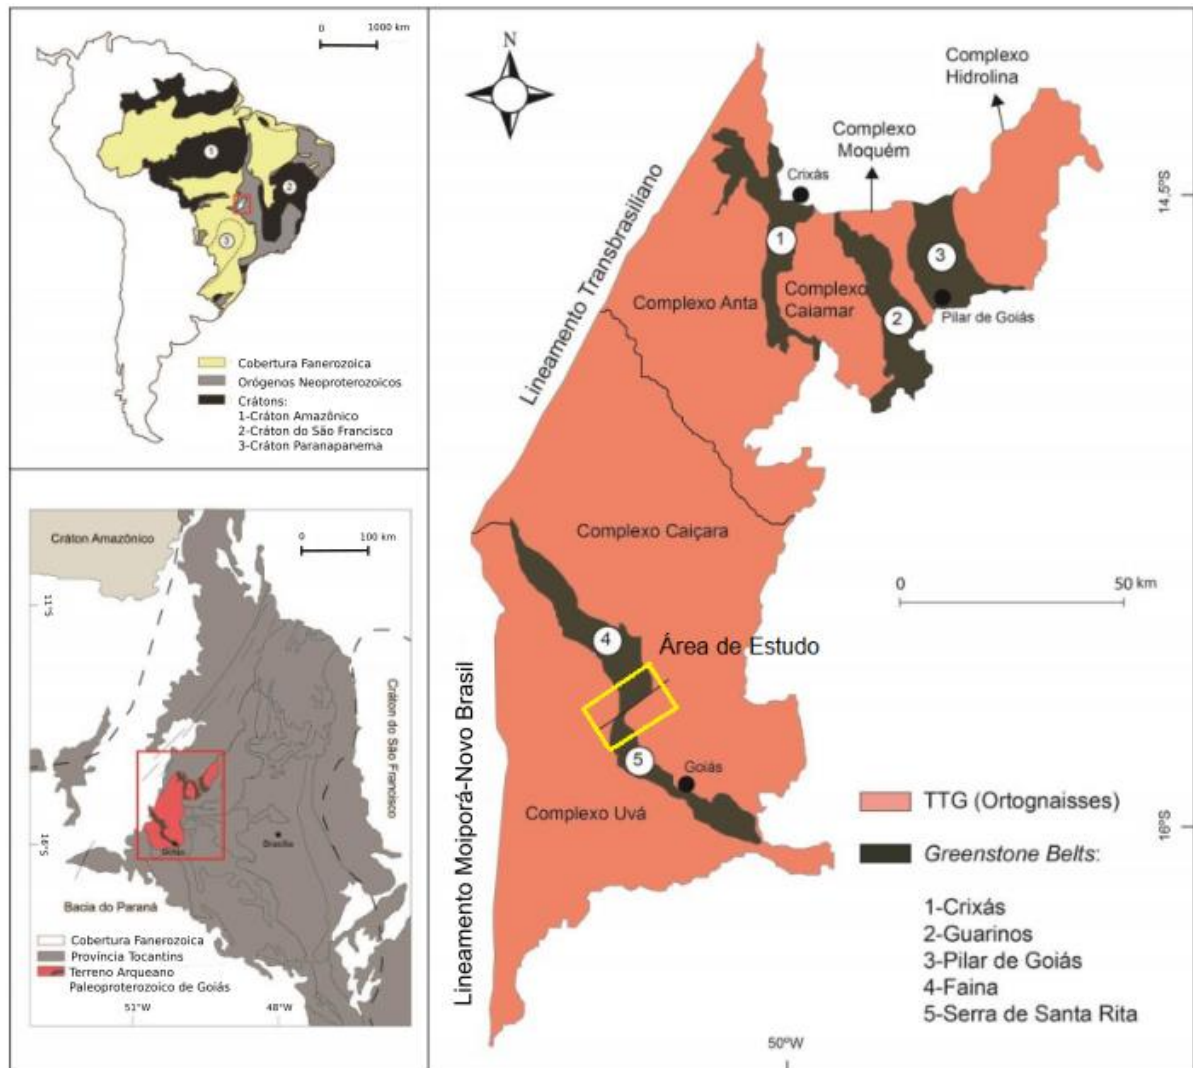 0 1000 km
1
2
3
Cobertura Fanerozoica
Orógenos Neoproterozoicos
Crátons:
1-Cráton Amazônico
2-Cráton do São Francisco
3-Cráton Paranapanema
Cráton Amazônico
0 100 km
11°S
Cráton do São Francisco
16°S
Brasília
Goiás
Bacia do Paraná
Cobertura Fanerozoica
Província Tocantins
Terreno Arqueano
Paleoproterozoico de Goiás
51°W 48°W
N
Complexo
Hidrolina
Complexo
Moquém
Crixás
14,5ºS
Lineamento Transbrasiliano
1
3
Complexo Anta
Complexo
Caiamar
2
Pilar de Goiás
Complexo Caiçara
0 50 km
4
Área de Estudo
Lineamento Moiporá-Novo Brasil
5
Goiás
Complexo Uvá
16ºS
TTG (Ortognaisses)
Greenstone Belts:
1-Crixás
2-Guarinos
3-Pilar de Goiás
4-Faina
5-Serra de Santa Rita
50ºW